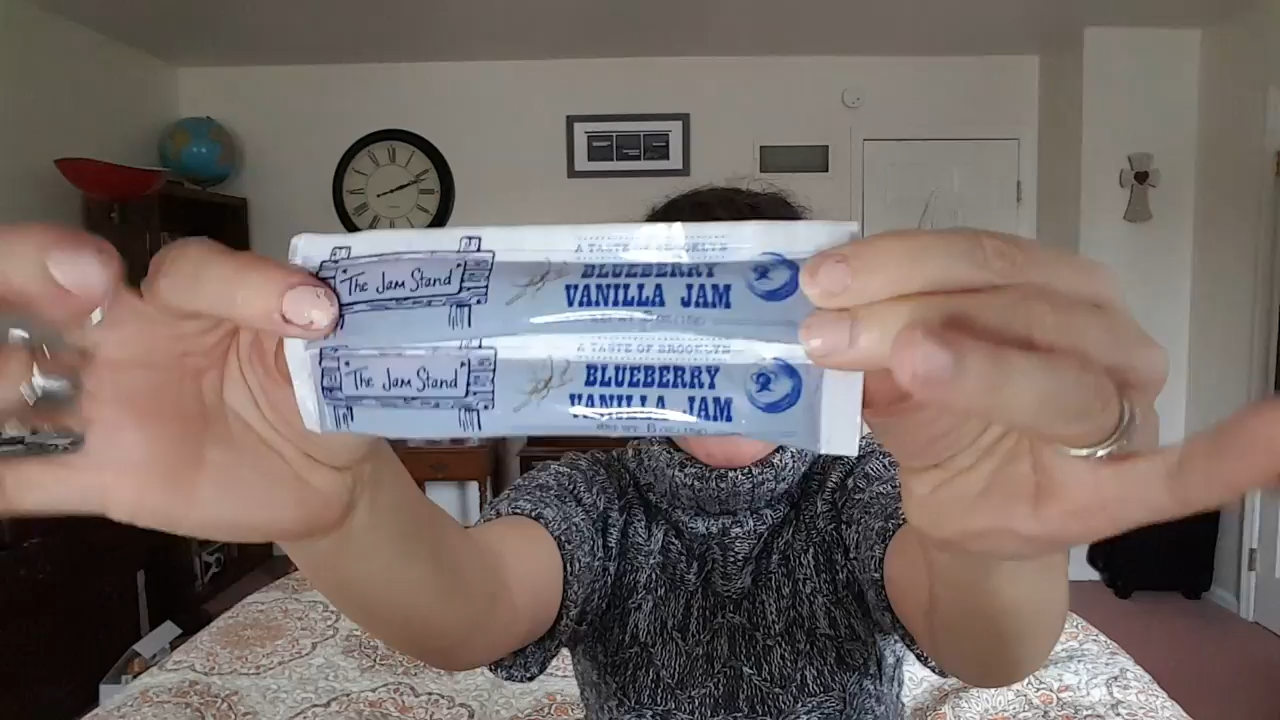 A TASTE OF BROOKLYN
The Jam Stand
BLUEBERRY
VANILLA JAM
A TASTE OF BROOKLYN
The Jam Stand
BLUEBERRY
VANILLA JAM